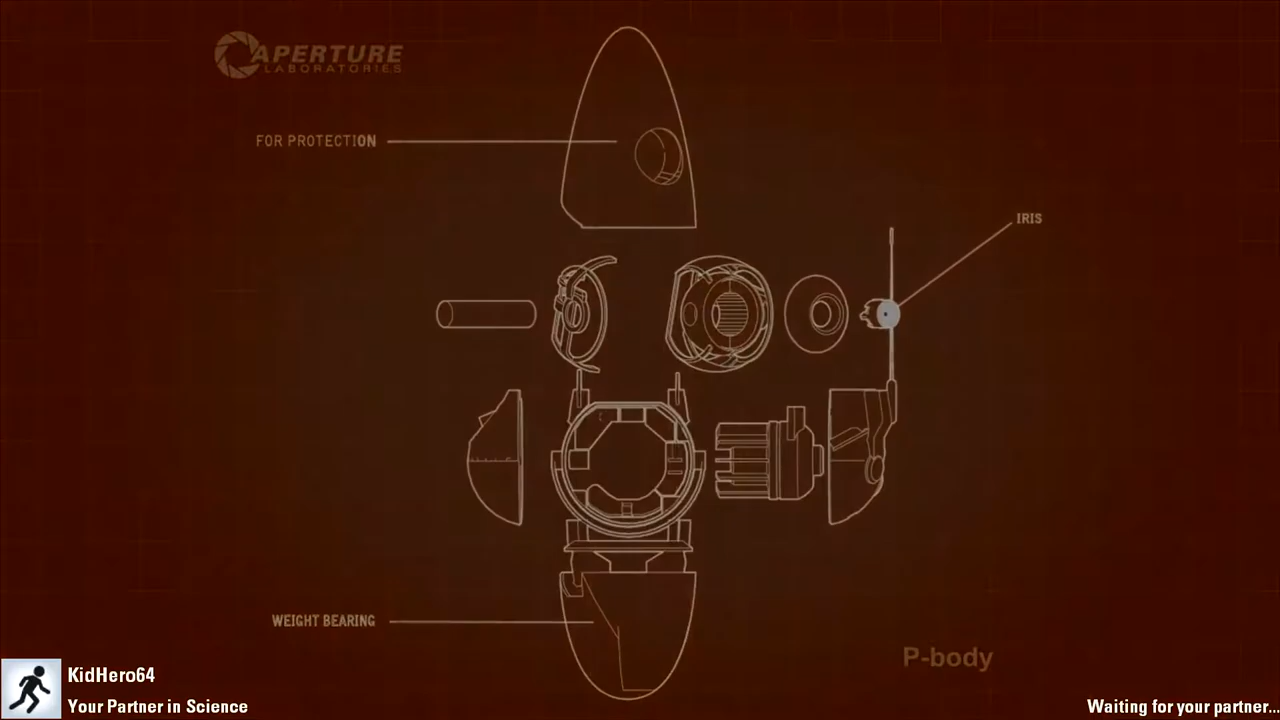 APERTURE
LABORATORIES
FOR PROTECTION
IRIS
WEIGHT BEARING
P-body
KidHero64
Your Partner in Science
Waiting for your partner...